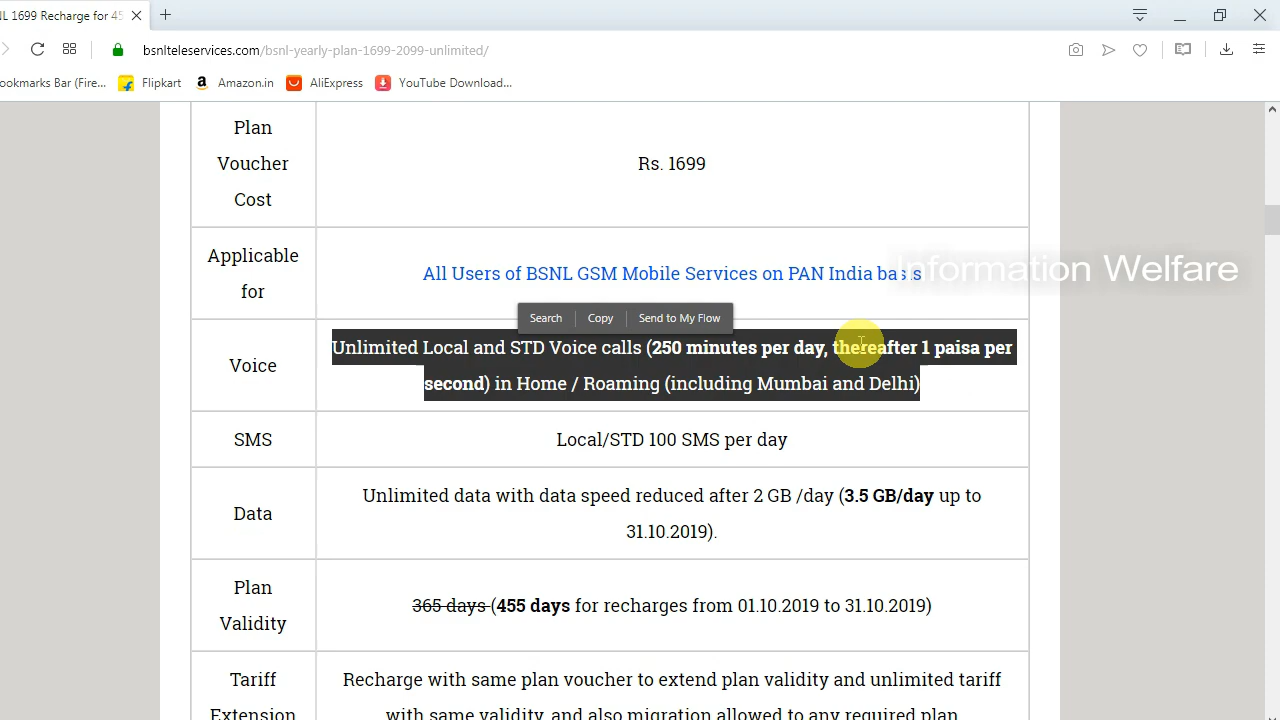 NL 1699 Recharge for 45
bsnlteleservices.com/bsnl-yearly-plan-1699-2099-unlimited/
ookmarks Bar (Fire...
Flipkart
Amazon.in
AliExpress
YouTube Download...
Plan
Voucher
Cost
Rs. 1699
Applicable
for
All Users of BSNL GSM Mobile Services on PAN India basis
Information Welfare
Search
Copy
Send to My Flow
Voice
Unlimited Local and STD Voice calls (250 minutes per day, thereafter 1 paisa per
second) in Home / Roaming (including Mumbai and Delhi)
SMS
Local/STD 100 SMS per day
Data
Unlimited data with data speed reduced after 2 GB /day (3.5 GB/day up to
31.10.2019).
Plan
Validity
365 days (455 days for recharges from 01.10.2019 to 31.10.2019)
Tariff
Extension
Recharge with same plan voucher to extend plan validity and unlimited tariff
with same validity, and also migration allowed to any required plan